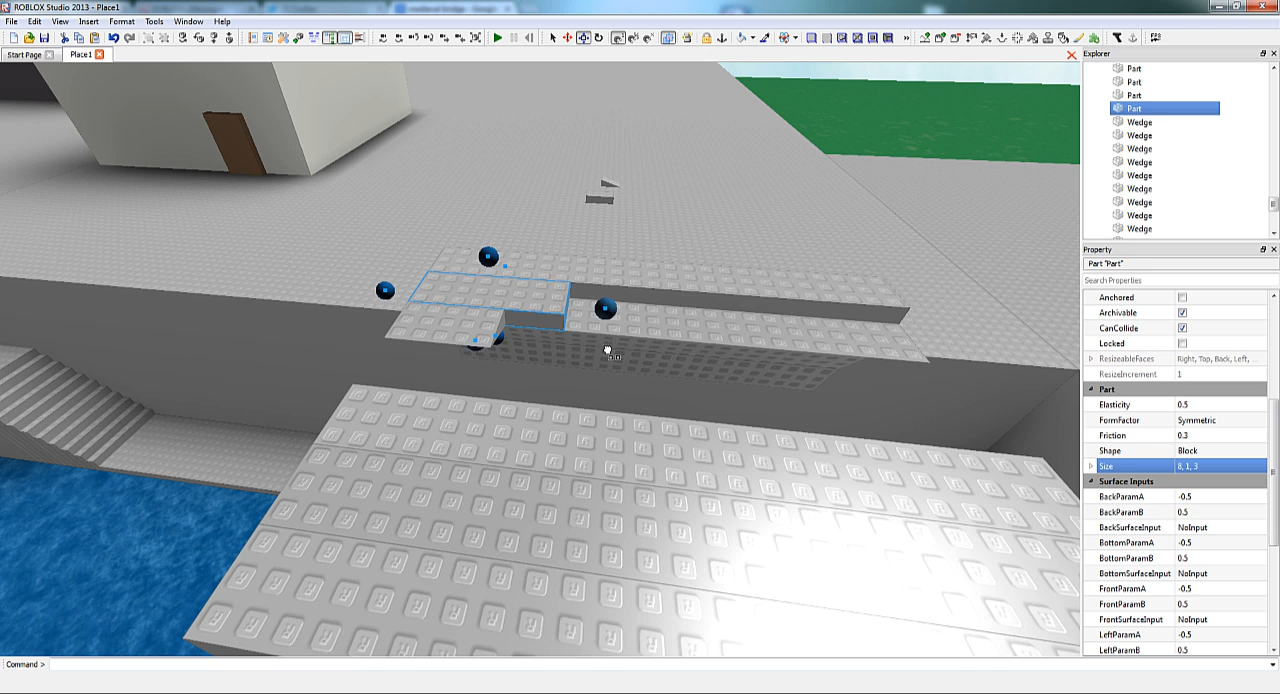 ROBLOX Studio 2013 - Place1
File Edit View Insert Format Tools Window Help
Start Page Place1
Explorer
Part
Part
Part
Part
Wedge
Wedge
Wedge
Wedge
Wedge
Wedge
Wedge
Wedge
Wedge
Property
Part "Part"
Search Properties
Anchored
Archivable
CanCollide
Locked
ResizeableFaces Right, Top, Back, Left, ...
ResizeIncrement 1
Part
Elasticity 0.5
FormFactor Symmetric
Friction 0.3
Shape Block
Size 8, 1, 3
Surface Inputs
BackParamA -0.5
BackParamB 0.5
BackSurfaceInput NoInput
BottomParamA -0.5
BottomParamB 0.5
BottomSurfaceInput NoInput
FrontParamA -0.5
FrontParamB 0.5
FrontSurfaceInput NoInput
LeftParamA -0.5
LeftParamB 0.5
Command >